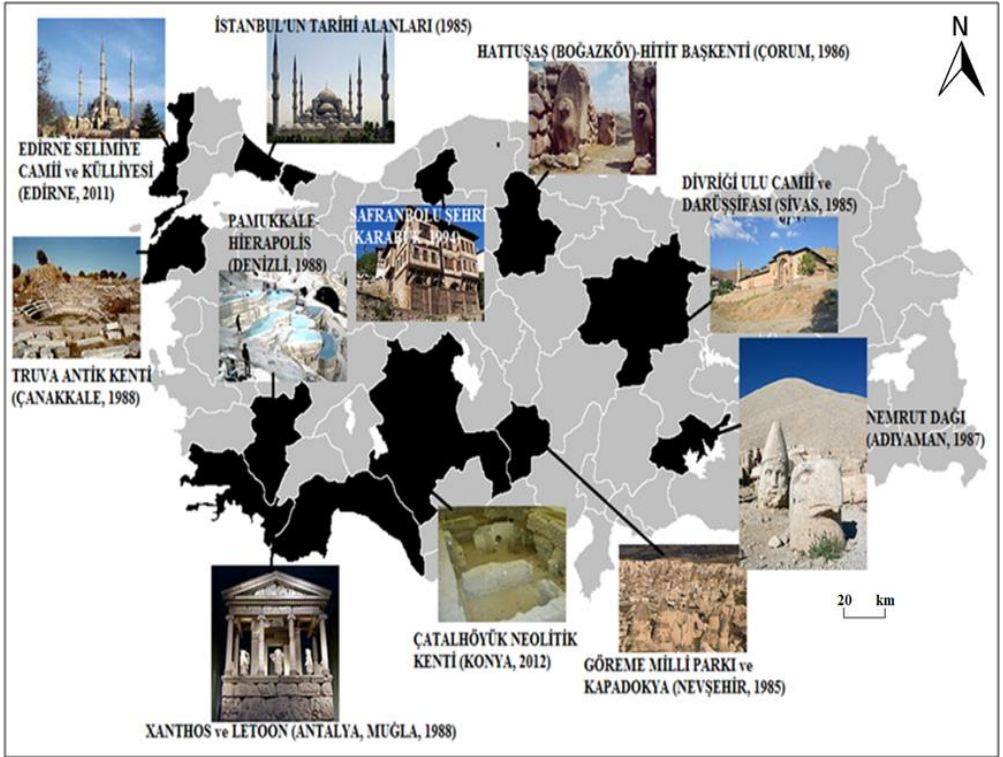 İSTANBUL'UN TARİHİ ALANLARI (1985)
HATTUŞAŞ (BOĞAZKÖY)-HİTİT BAŞKENTİ (ÇORUM, 1986)
N
EDİRNE SELİMİYE
CAMİİ ve KÜLLİYESİ
(EDİRNE, 2011)
PAMUKKALE-
HIERAPOLIS
(DENİZLİ, 1988)
SAFRANBOLU ŞEHRİ
(KARABÜK, 1994)
DİVRİĞİ ULU CAMİİ ve
DARÜŞŞİFASI (SİVAS, 1985)
TRUVA ANTİK KENTİ
(ÇANAKKALE, 1988)
NEMRUT DAĞI
(ADIYAMAN, 1987)
20 km
ÇATALHÖYÜK NEOLİTİK
KENTİ (KONYA, 2012)
GÖREME MİLLİ PARKI ve
KAPADOKYA (NEVŞEHİR, 1985)
XANTHOS ve LETOON (ANTALYA, MUĞLA, 1988)